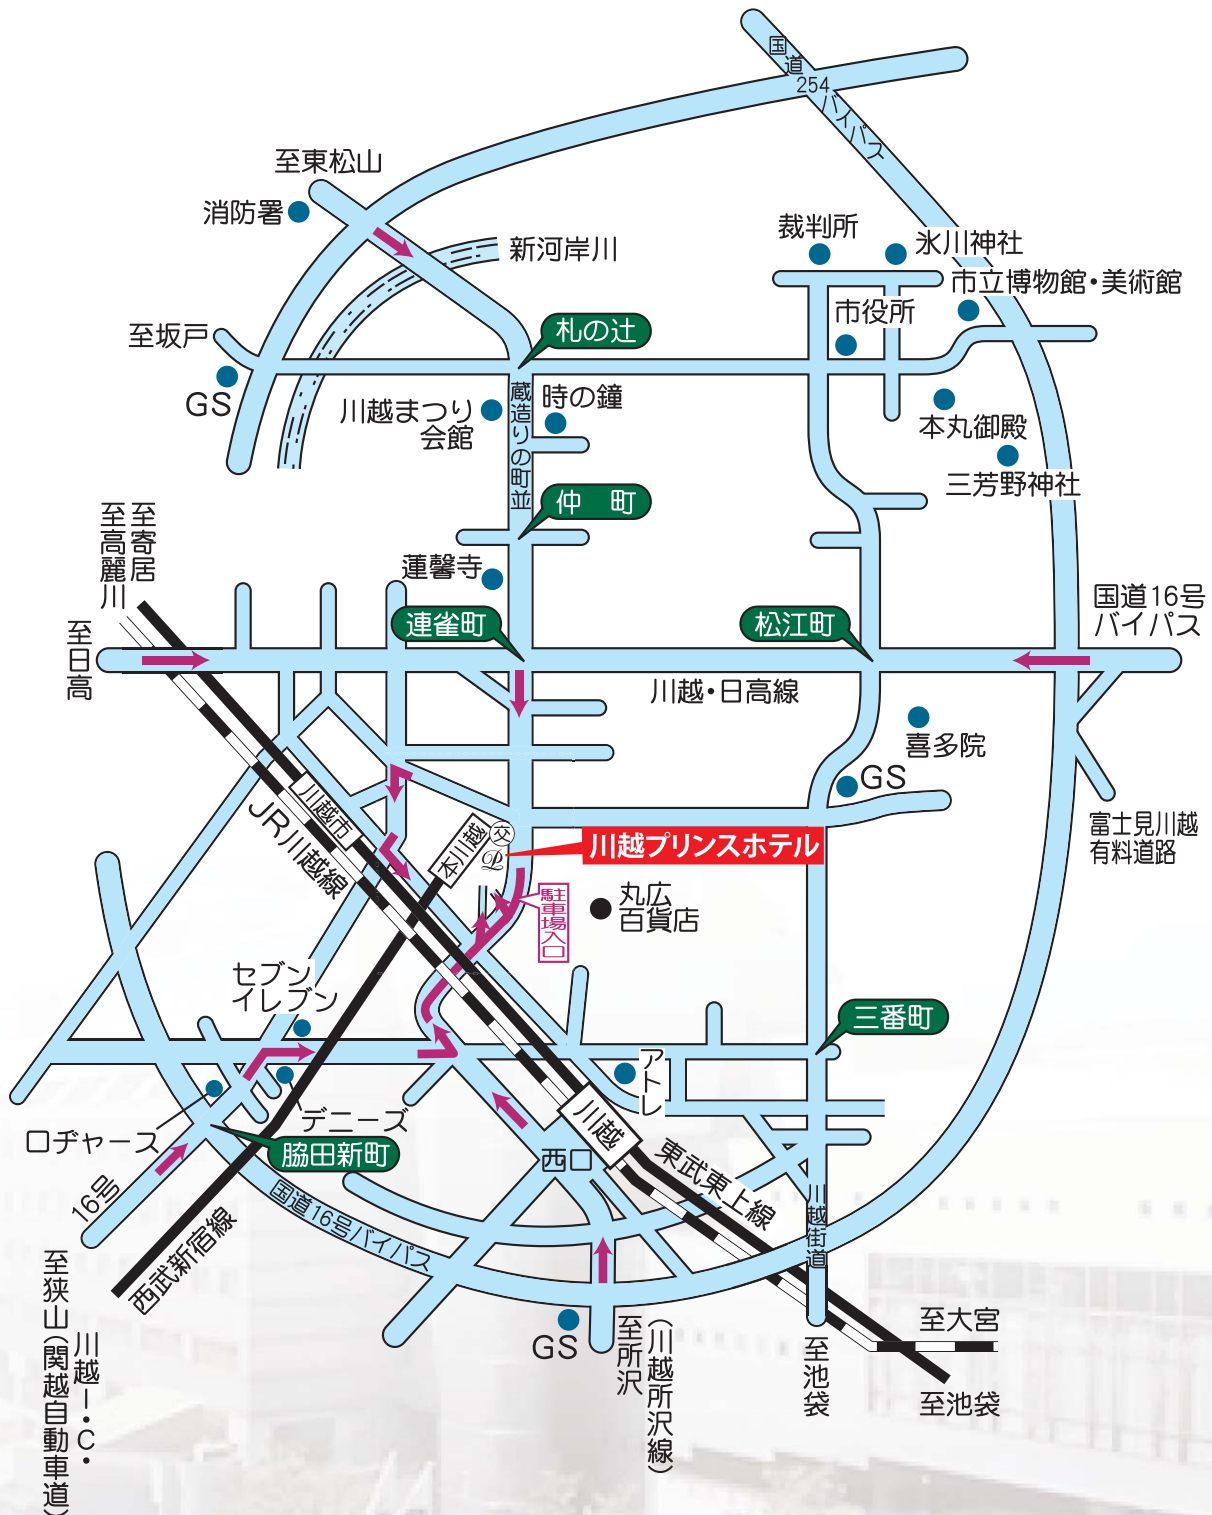 国道
254
バイパス
至東松山
消防署
新河岸川
裁判所
氷川神社
市立博物館・美術館
市役所
至坂戸
札の辻
GS
川越まつり
会館
蔵造りの町並
時の鐘
本丸御殿
三芳野神社
仲 町
至寄居
至高麗川
蓮馨寺
連雀町
松江町
国道16号
バイパス
至日高
川越・日高線
喜多院
GS
川越市
JR川越線
本川越
交
P
川越プリンスホテル
富士見川越
有料道路
駐車場入口
丸広
百貨店
セブン
イレブン
三番町
アトレ
デニーズ
ロヂャース
脇田新町
川越
西口
東武東上線
16号
国道16号バイパス
川越街道
西武新宿線
至狭山(関越自動車道)
川越I・C・
GS
至所沢
(川越所沢線)
至池袋
至大宮
至池袋